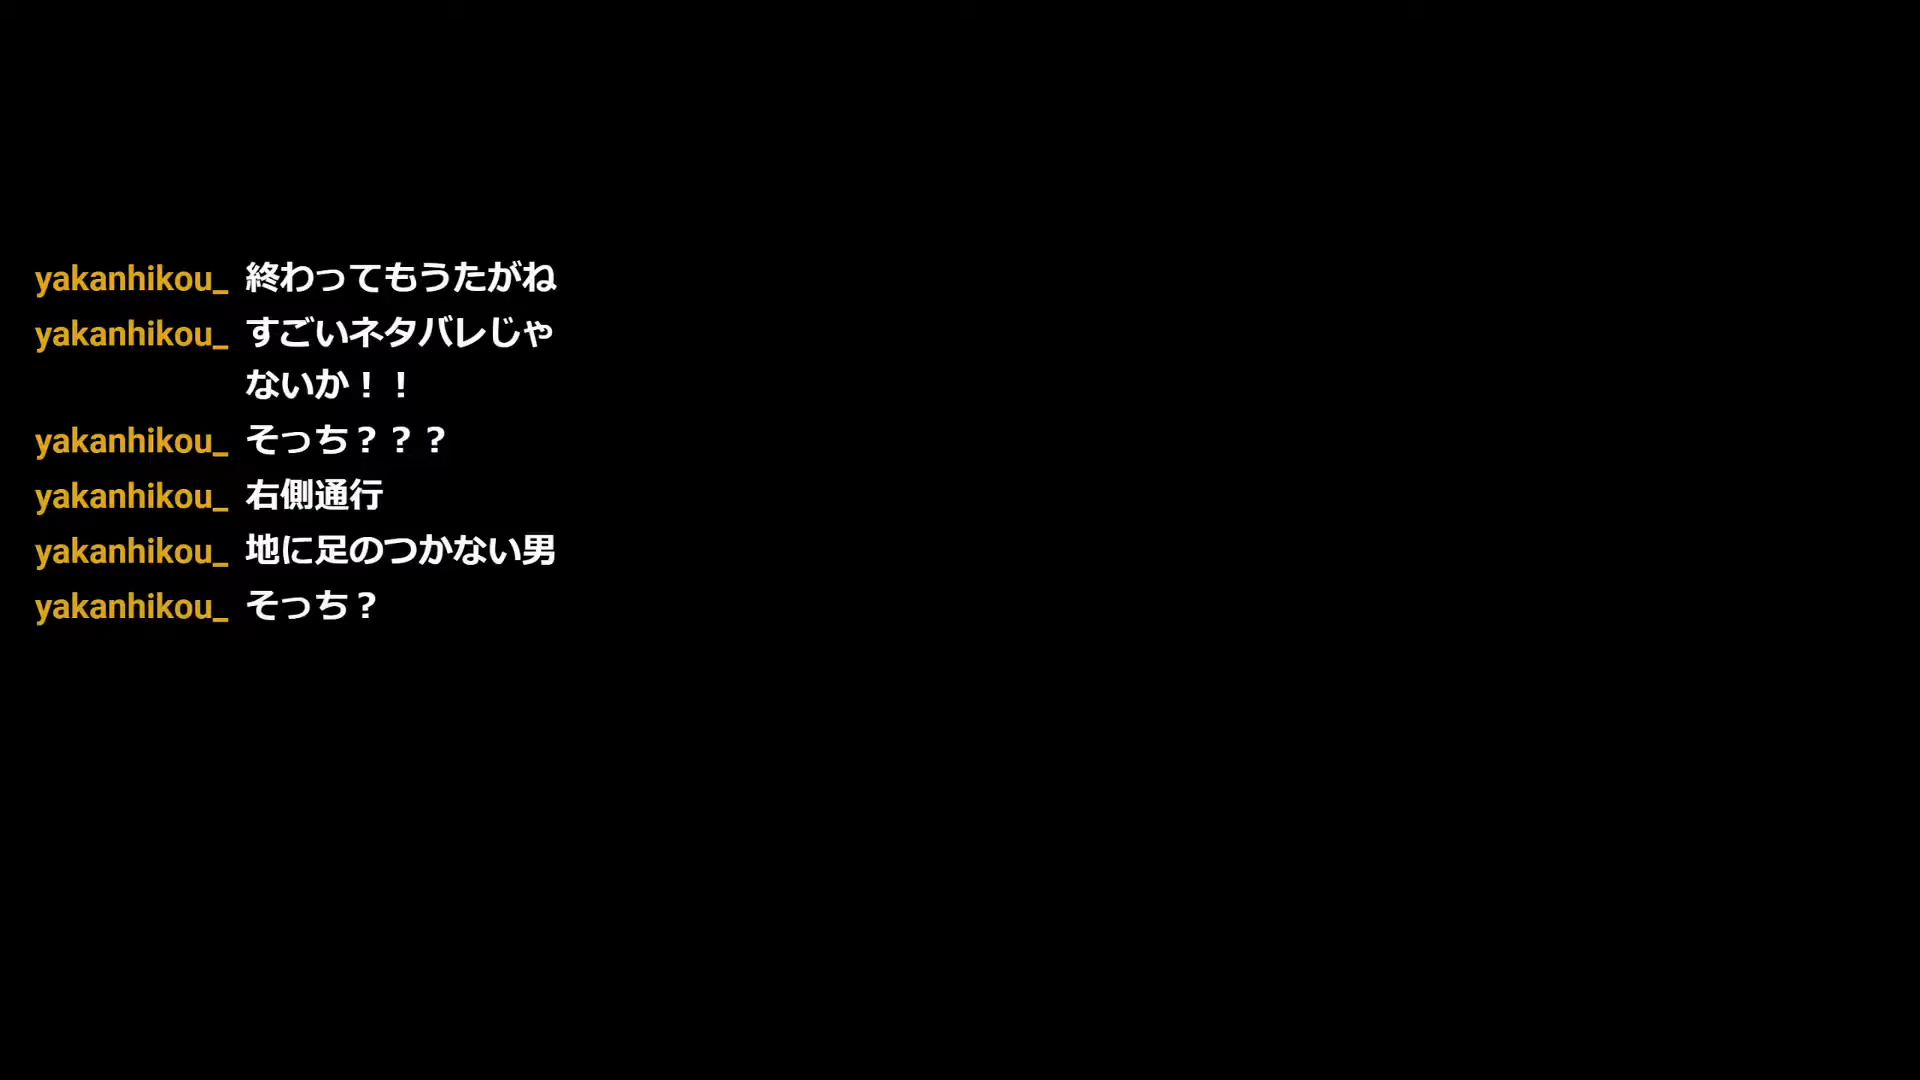 yakanhikou_ 終わってもうたがね
yakanhikou_ すごいネタバレじゃ
ないか！！
yakanhikou_ そっち？？？
yakanhikou_ 右側通行
yakanhikou_ 地に足のつかない男
yakanhikou_ そっち？